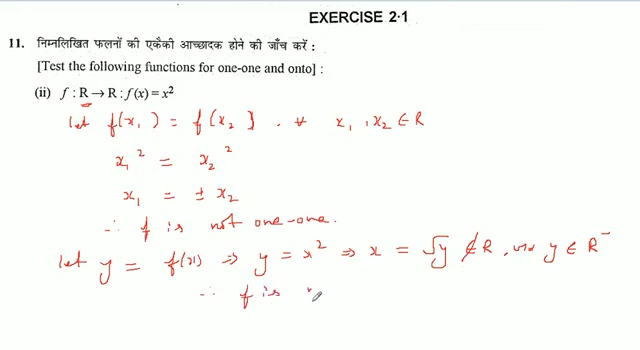 EXERCISE 2·1
11. निम्नलिखित फलनों की एकैकी आच्छादक होने की जाँच करें :
[Test the following functions for one-one and onto] :
(ii) f : R → R : f(x) = x²
let f(x₁) = f(x₂) ∀ x₁, x₂ ∈ R
x₁² = x₂²
x₁ = ± x₂
∴ f is not one-one.
let y = f(x) ⇒ y = x² ⇒ x = √y ∉ R, y ∈ R⁻
∴ f is